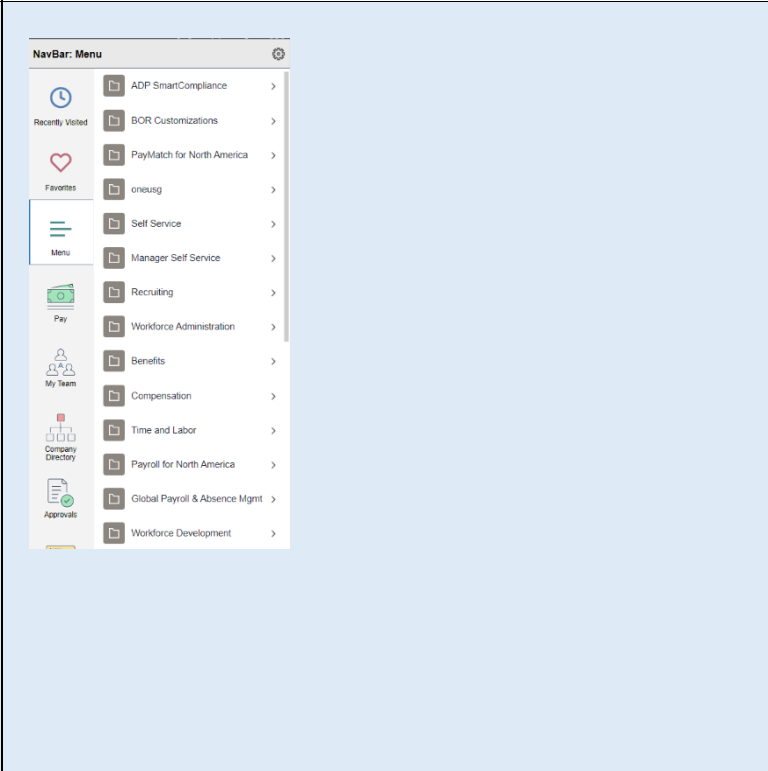 NavBar: Menu
Recently Visited
Favorites
Menu
Pay
My Team
Company
Directory
Approvals
ADP SmartCompliance
BOR Customizations
PayMatch for North America
oneusg
Self Service
Manager Self Service
Recruiting
Workforce Administration
Benefits
Compensation
Time and Labor
Payroll for North America
Global Payroll & Absence Mgmt
Workforce Development